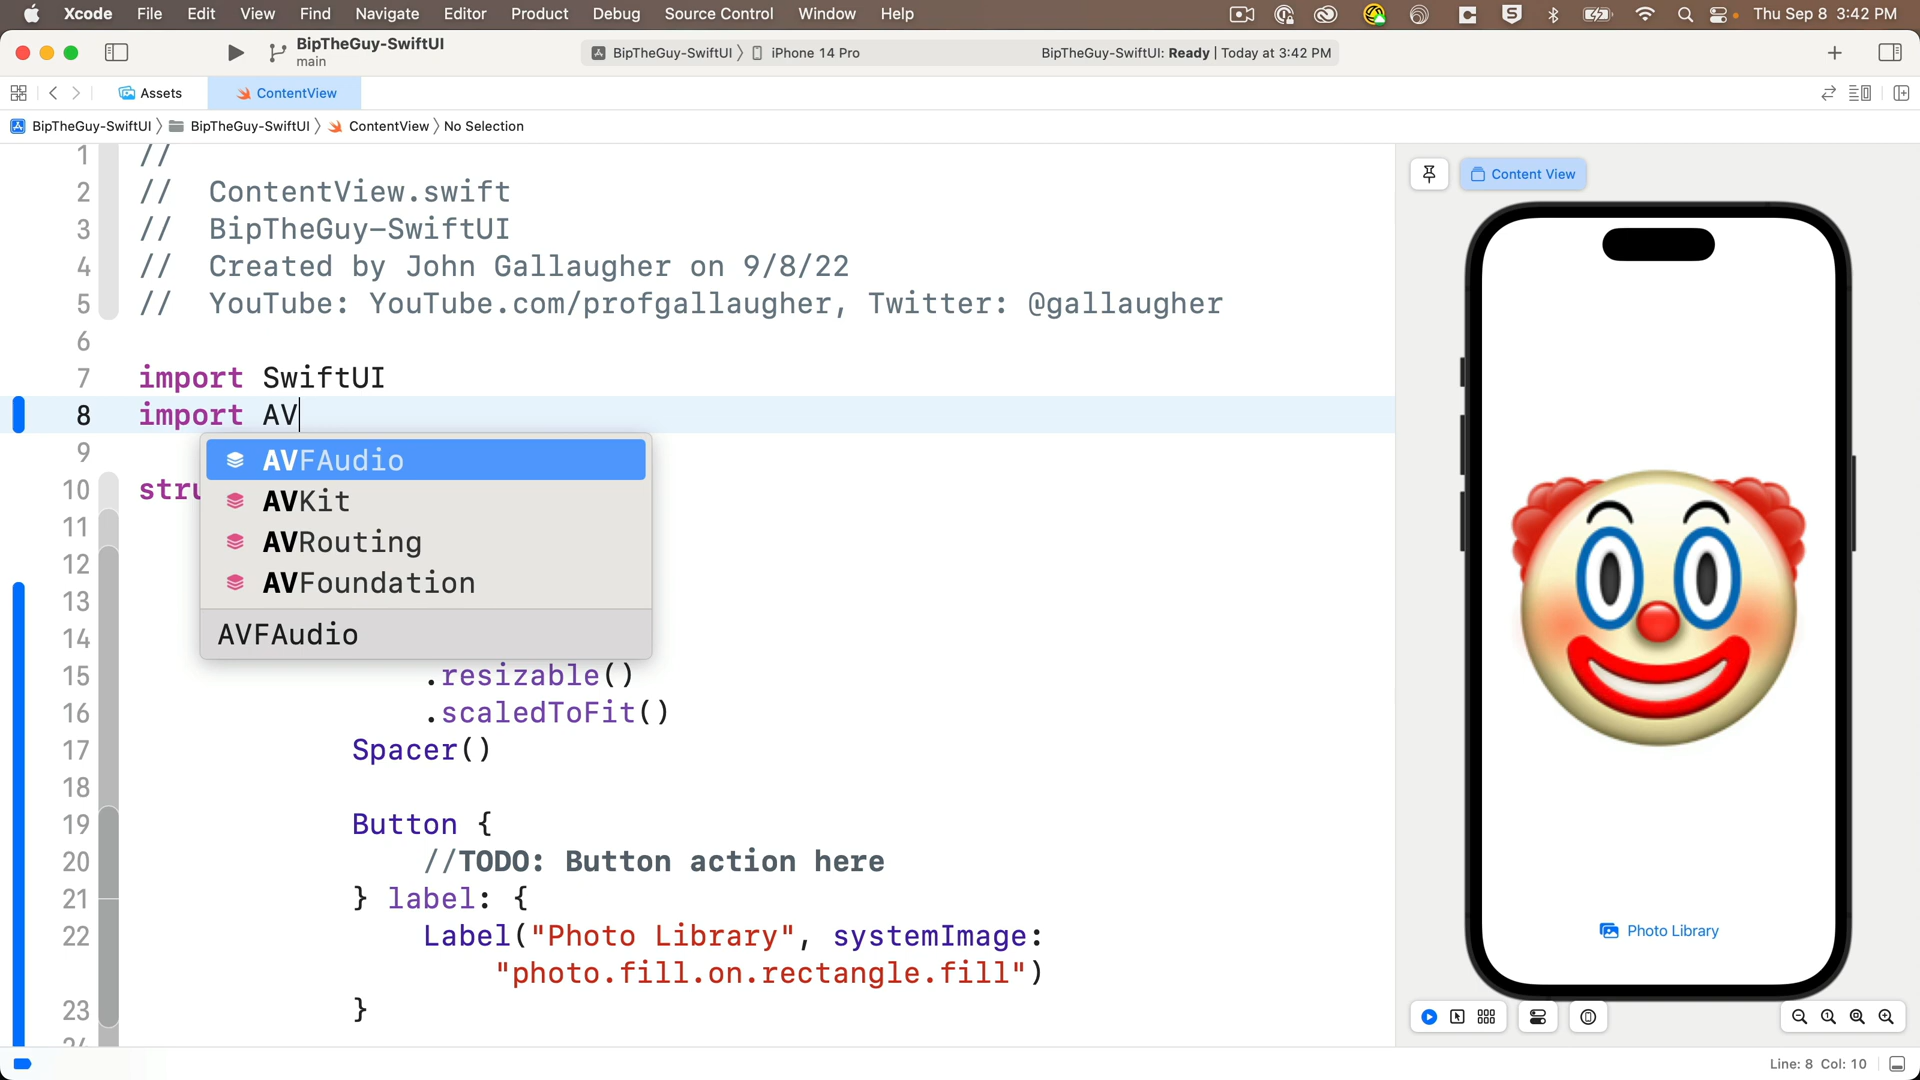 Xcode File Edit View Find Navigate Editor Product Debug Source Control Window Help Thu Sep 8 3:42 PM
BipTheGuy-SwiftUI
main
BipTheGuy-SwiftUI iPhone 14 Pro BipTheGuy-SwiftUI: Ready | Today at 3:42 PM
Assets ContentView
BipTheGuy-SwiftUI BipTheGuy-SwiftUI ContentView No Selection
1 //
2 // ContentView.swift
3 // BipTheGuy-SwiftUI
4 // Created by John Gallaugher on 9/8/22
5 // YouTube: YouTube.com/profgallaugher, Twitter: @gallaugher
6
7 import SwiftUI
8 import AV
9
AVFAudio
10 stru
AVKit
11
AVRouting
12
AVFoundation
13
14
AVFAudio
15 .resizable()
16 .scaledToFit()
17 Spacer()
18
19 Button {
20 //TODO: Button action here
21 } label: {
22 Label("Photo Library", systemImage:
"photo.fill.on.rectangle.fill")
23 }
24
Content View
Photo Library
Line: 8 Col: 10